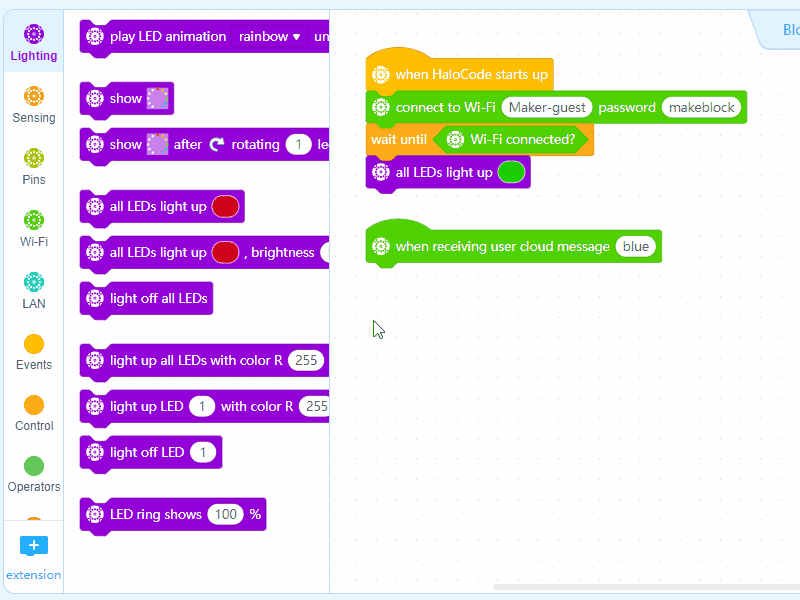 Lighting
Sensing
Pins
Wi-Fi
LAN
Events
Control
Operators
+
extension
play LED animation rainbow ▾ un
show
show after rotating 1 le
all LEDs light up
all LEDs light up , brightness
light off all LEDs
light up all LEDs with color R 255
light up LED 1 with color R 255
light off LED 1
LED ring shows 100 %
when HaloCode starts up
connect to Wi-Fi Maker-guest password makeblock
wait until Wi-Fi connected?
all LEDs light up
when receiving user cloud message blue
Blo